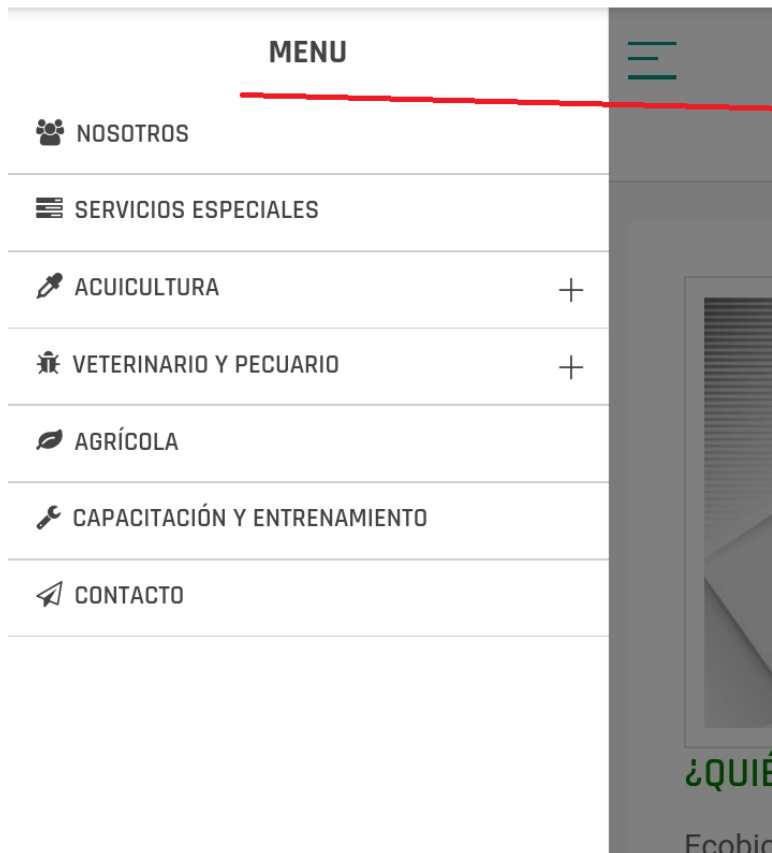 MENU
NOSOTROS
SERVICIOS ESPECIALES
ACUICULTURA
VETERINARIO Y PECUARIO
AGRÍCOLA
CAPACITACIÓN Y ENTRENAMIENTO
CONTACTO